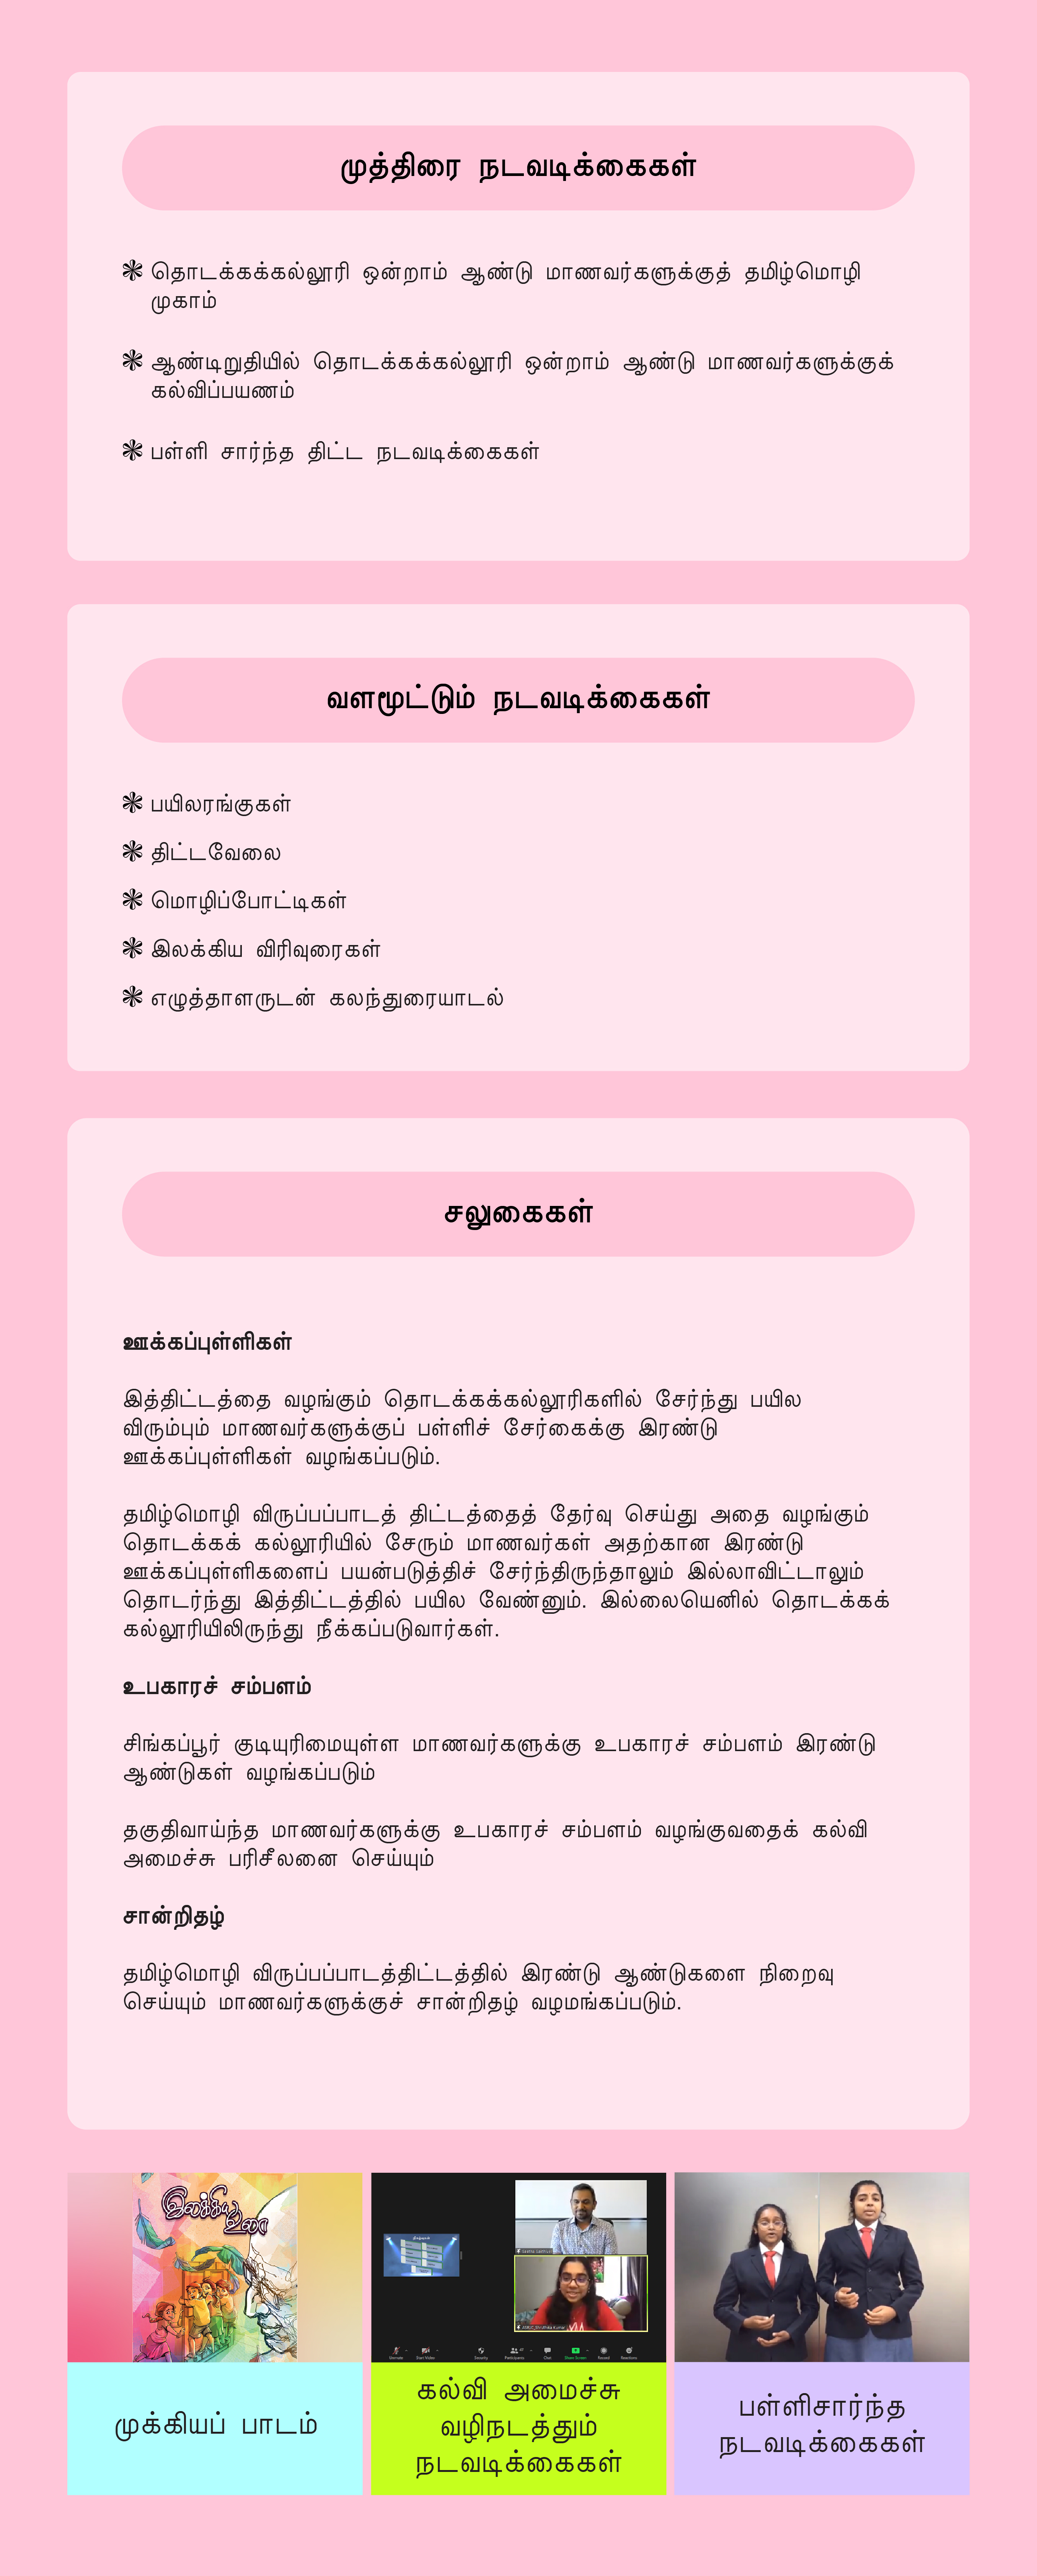 முத்திரை நடவடிக்கைகள்
❃ தொடக்கக்கல்லூரி ஒன்றாம் ஆண்டு மாணவர்களுக்குத் தமிழ்மொழி
முகாம்
❃ ஆண்டிறுதியில் தொடக்கக்கல்லூரி ஒன்றாம் ஆண்டு மாணவர்களுக்குக்
கல்விப்பயணம்
❃ பள்ளி சார்ந்த திட்ட நடவடிக்கைகள்
வளமூட்டும் நடவடிக்கைகள்
❃ பயிலரங்குகள்
❃ திட்டவேலை
❃ மொழிப்போட்டிகள்
❃ இலக்கிய விரிவுரைகள்
❃ எழுத்தாளருடன் கலந்துரையாடல்
சலுகைகள்
ஊக்கப்புள்ளிகள்
இத்திட்டத்தை வழங்கும் தொடக்கக்கல்லூரிகளில் சேர்ந்து பயில
விரும்பும் மாணவர்களுக்குப் பள்ளிச் சேர்கைக்கு இரண்டு
ஊக்கப்புள்ளிகள் வழங்கப்படும்.
தமிழ்மொழி விருப்பப்பாடத் திட்டத்தைத் தேர்வு செய்து அதை வழங்கும்
தொடக்கக் கல்லூரியில் சேரும் மாணவர்கள் அதற்கான இரண்டு
ஊக்கப்புள்ளிகளைப் பயன்படுத்திச் சேர்ந்திருந்தாலும் இல்லாவிட்டாலும்
தொடர்ந்து இத்திட்டத்தில் பயில வேண்னும். இல்லையெனில் தொடக்கக்
கல்லூரியிலிருந்து நீக்கப்படுவார்கள்.
உபகாரச் சம்பளம்
சிங்கப்பூர் குடியுரிமையுள்ள மாணவர்களுக்கு உபகாரச் சம்பளம் இரண்டு
ஆண்டுகள் வழங்கப்படும்
தகுதிவாய்ந்த மாணவர்களுக்கு உபகாரச் சம்பளம் வழங்குவதைக் கல்வி
அமைச்சு பரிசீலனை செய்யும்
சான்றிதழ்
தமிழ்மொழி விருப்பப்பாடத்திட்டத்தில் இரண்டு ஆண்டுகளை நிறைவு
செய்யும் மாணவர்களுக்குச் சான்றிதழ் வழமங்கப்படும்.
இலக்கிய
உரை
முக்கியப் பாடம்
கல்வி அமைச்சு
வழிநடத்தும்
நடவடிக்கைகள்
பள்ளிசார்ந்த
நடவடிக்கைகள்